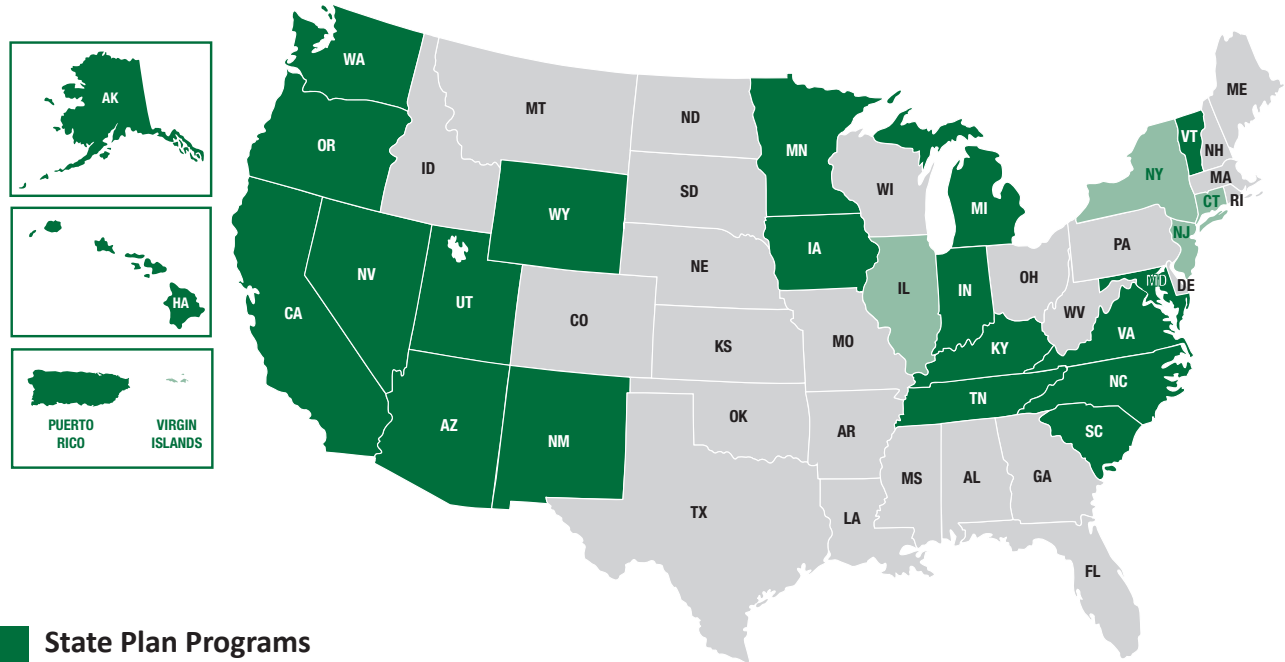 WA
AK
MT
ND
ME
OR
MN
VT
ID
NH
WI
NY
SD
MA
WY
MI
CT
RI
NJ
IA
PA
NE
NV
OH
IL
IN
MD
DE
HA
UT
CA
CO
WV
VA
MO
KS
KY
NC
TN
OK
AZ
PUERTO
RICO
VIRGIN
ISLANDS
NM
AR
SC
MS
AL
GA
TX
LA
FL
State Plan Programs